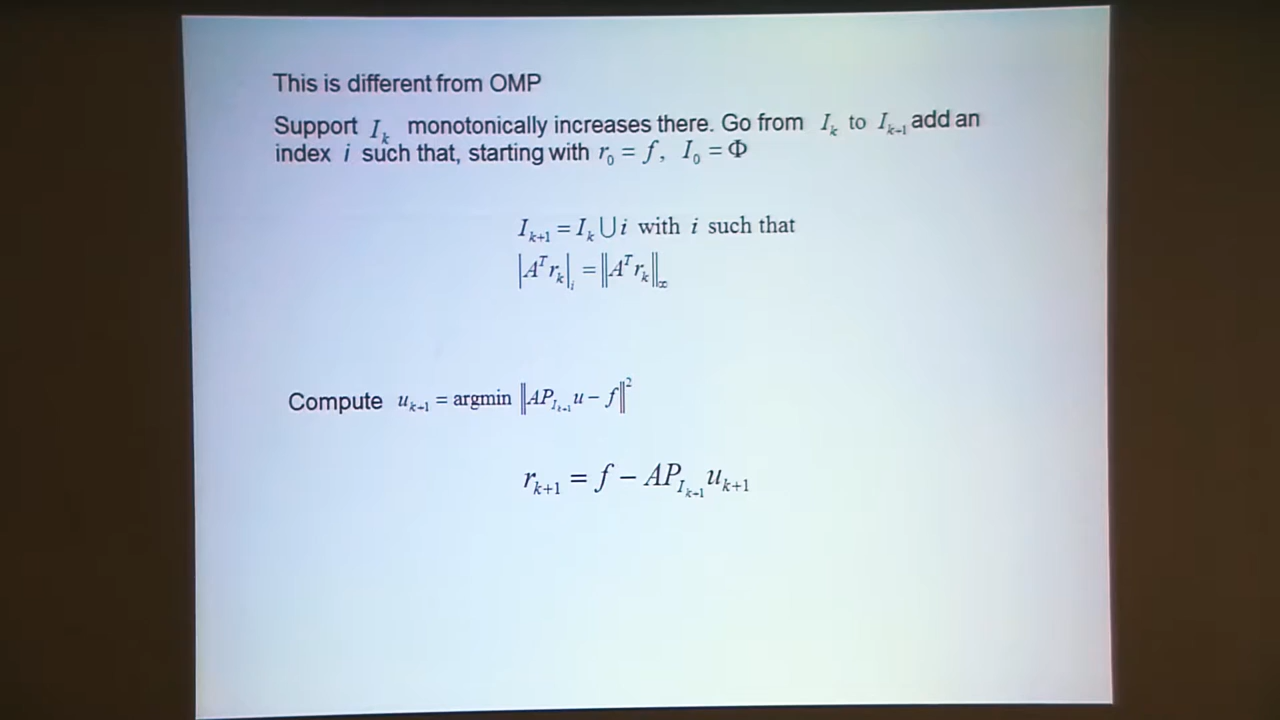 This is different from OMP
Support I_k monotonically increases there. Go from I_k to I_{k+1} add an
index i such that, starting with r_0 = f, I_0 = Φ
I_{k+1} = I_k ⋃ i with i such that
|A^T r_k|_i = ‖A^T r_k‖_∞
Compute u_{k+1} = argmin ‖AP_{I_{k+1}} u − f‖^2
r_{k+1} = f − AP_{I_{k+1}} u_{k+1}